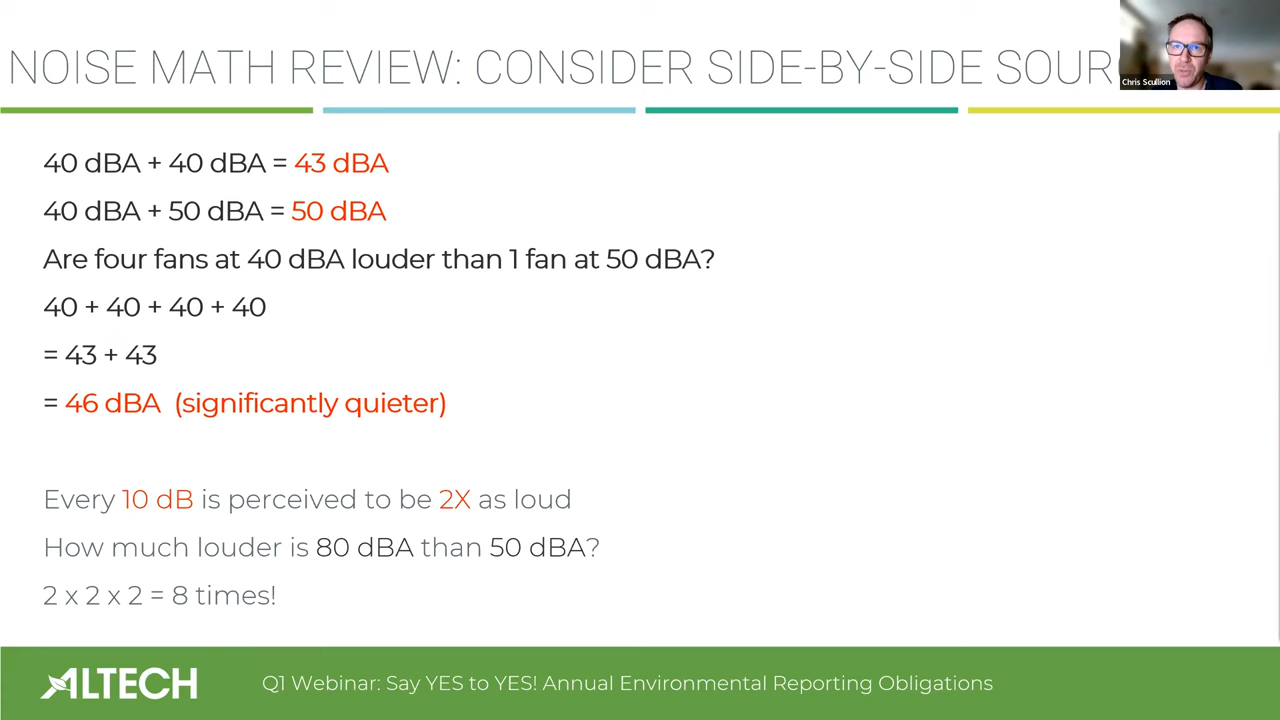 NOISE MATH REVIEW: CONSIDER SIDE-BY-SIDE
Chris Scullion
40 dBA + 40 dBA = 43 dBA
40 dBA + 50 dBA = 50 dBA
Are four fans at 40 dBA louder than 1 fan at 50 dBA?
40 + 40 + 40 + 40
= 43 + 43
= 46 dBA (significantly quieter)
Every 10 dB is perceived to be 2X as loud
How much louder is 80 dBA than 50 dBA?
2 x 2 x 2 = 8 times!
ALTECH
Q1 Webinar: Say YES to YES! Annual Environmental Reporting Obligations